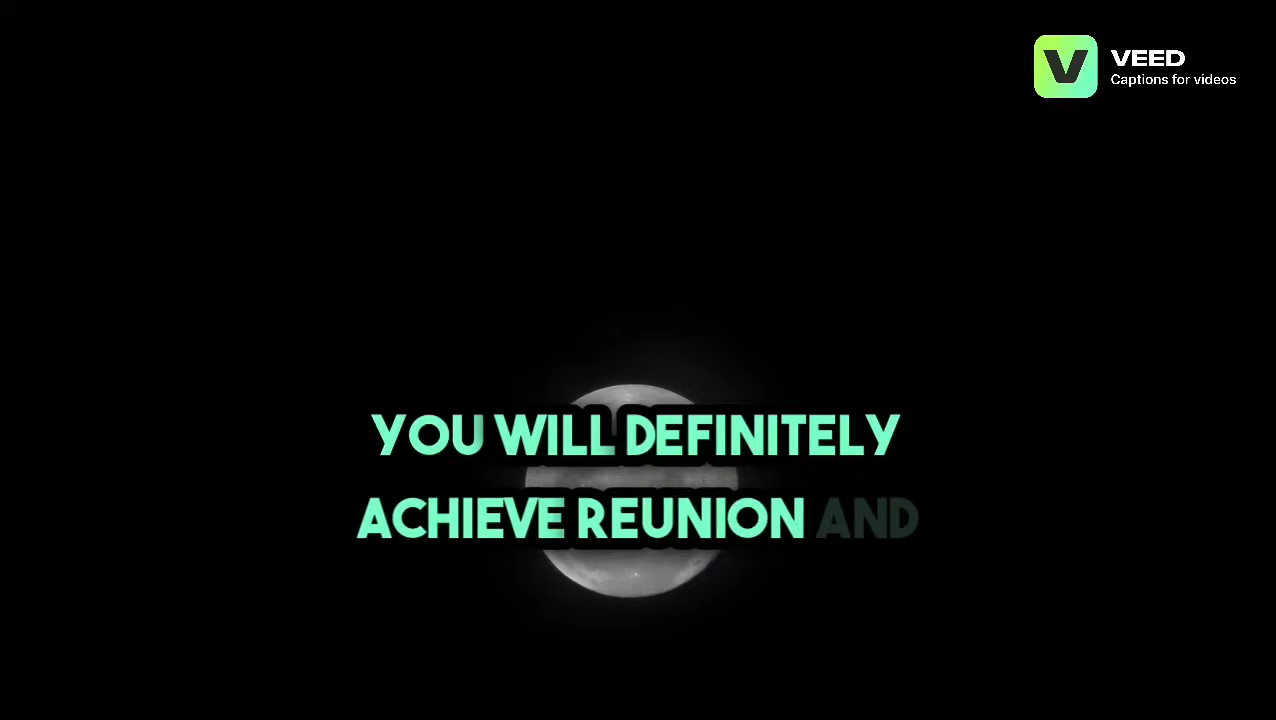 VEED
Captions for videos
YOU WILL DEFINITELY
ACHIEVE REUNION AND